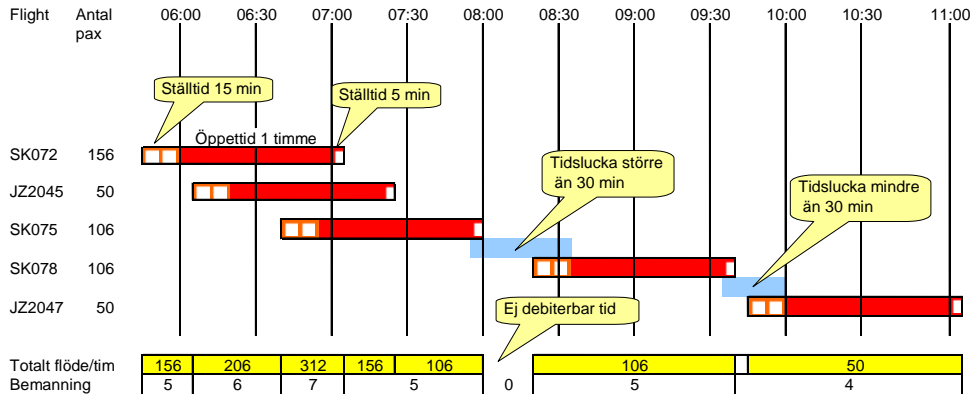 Flight Antal 06:00 06:30 07:00 07:30 08:00 08:30 09:00 09:30 10:00 10:30 11:00
pax
Ställtid 15 min
Ställtid 5 min
Öppettid 1 timme
SK072 156
Tidslucka större
än 30 min
JZ2045 50
Tidslucka mindre
än 30 min
SK075 106
SK078 106
JZ2047 50
Ej debiterbar tid
Totalt flöde/tim 156 206 312 156 106 106 50
Bemanning 5 6 7 5 0 5 4